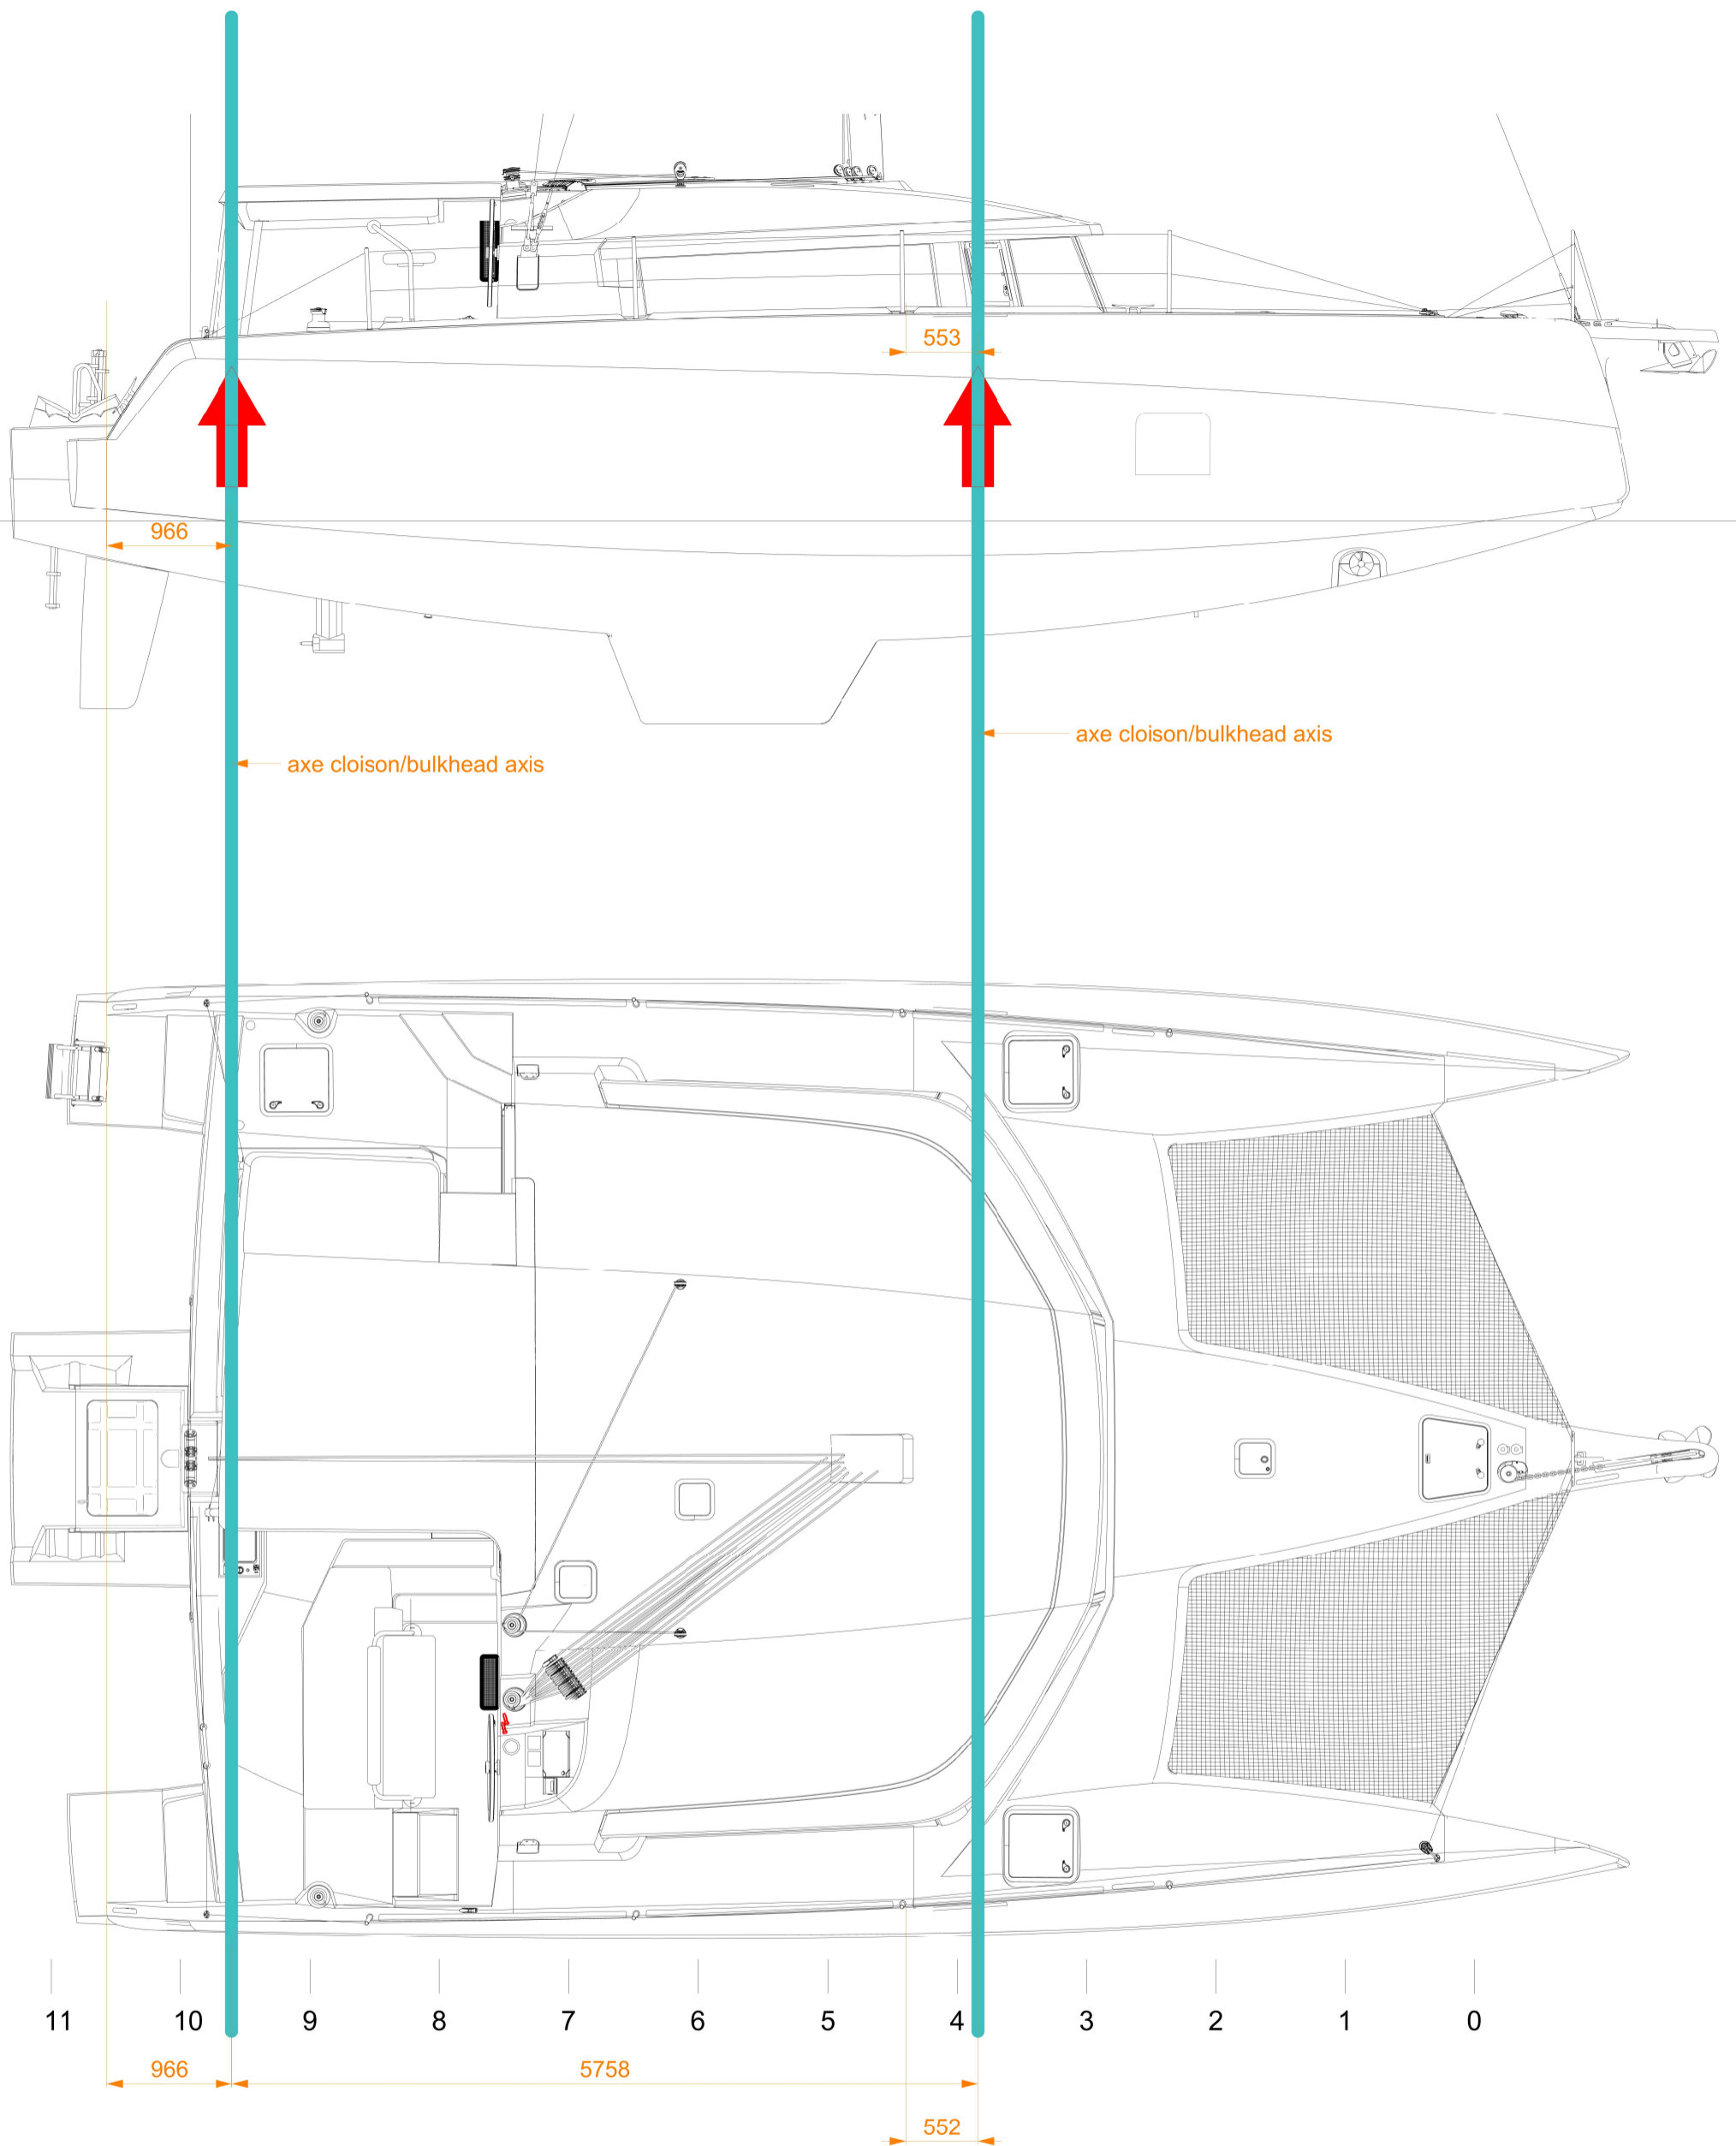 553
966
axe cloison/bulkhead axis
axe cloison/bulkhead axis
11 10 9 8 7 6 5 4 3 2 1 0
966 5758
552